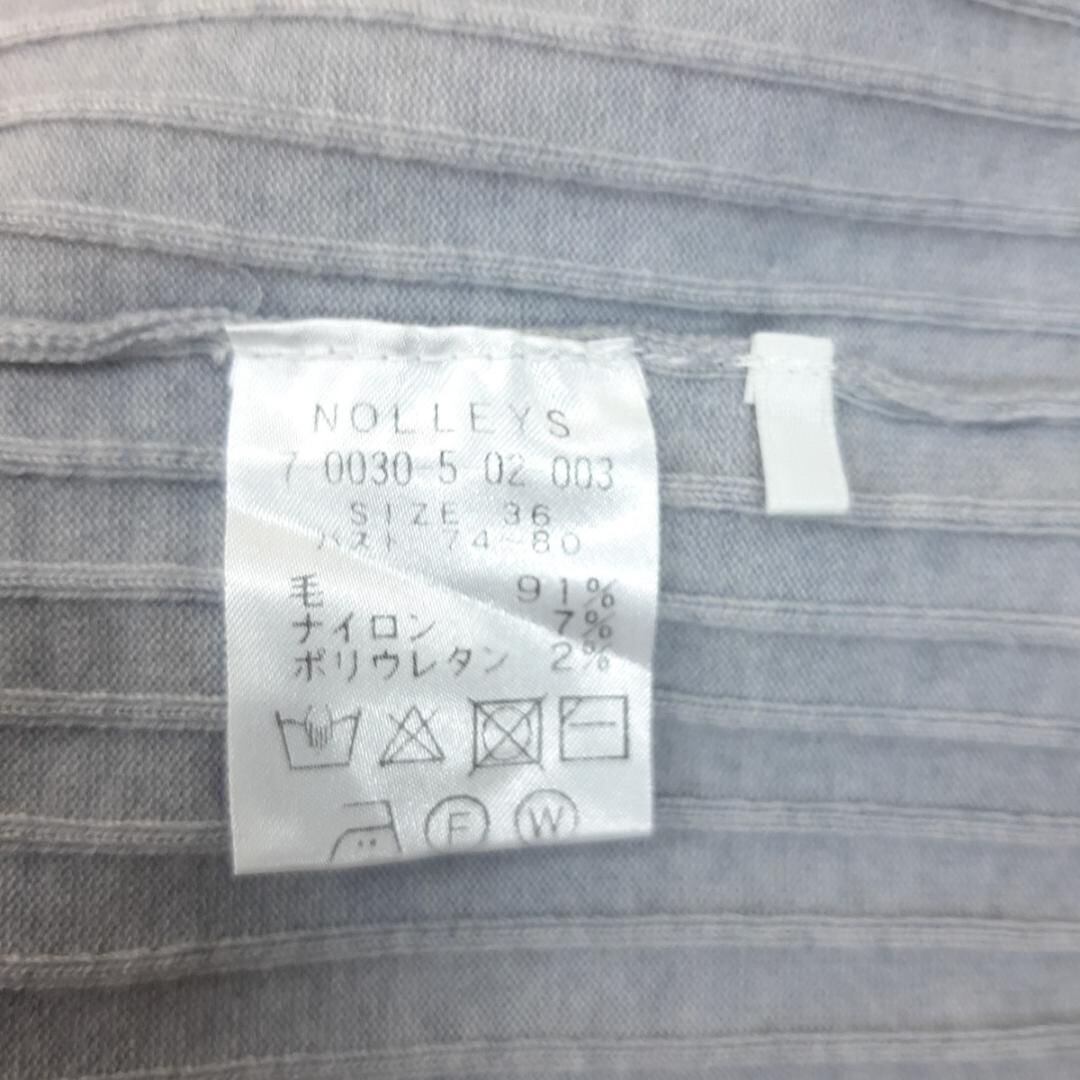 NOLLEYS
7 0030 5 02 003
SIZE 36
バスト 74~80
毛 91%
ナイロン 7%
ポリウレタン 2%
F W